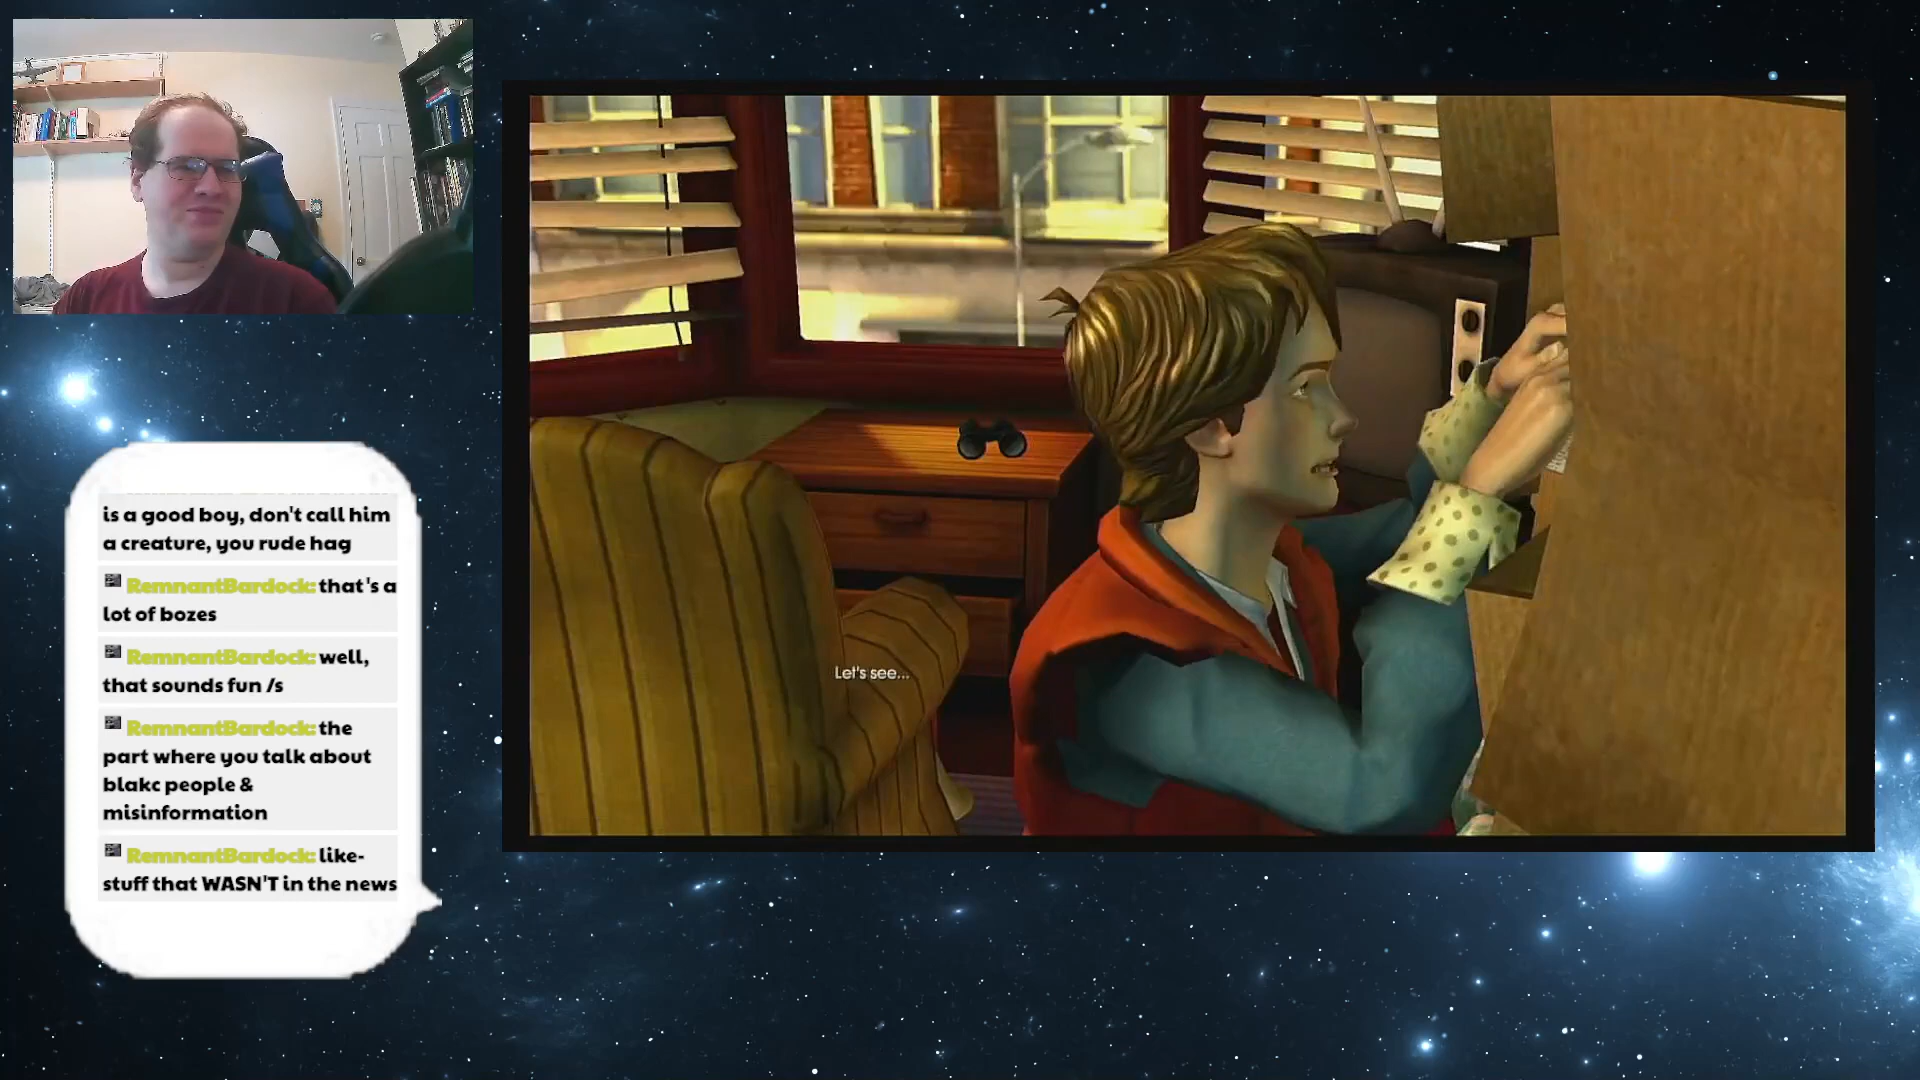 is a good boy, don't call him
a creature, you rude hag
RemnantBardock: that's a
lot of bozes
RemnantBardock: well,
that sounds fun /s
RemnantBardock: the
part where you talk about
blakc people &
misinformation
RemnantBardock: like-
stuff that WASN'T in the news
Let's see...